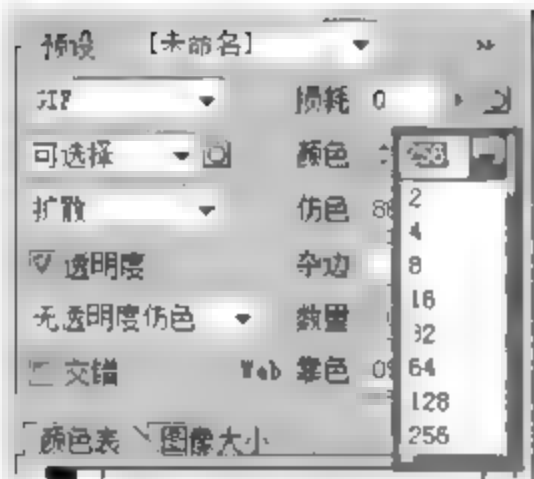 预设 【未命名】
GIF 损耗 0
可选择 颜色 256
扩散 仿色
2
4
8
透明度 杂边
16
32
无透明度仿色 数量
64
交错 Web 靠色 0%
128
颜色表 图像大小
256